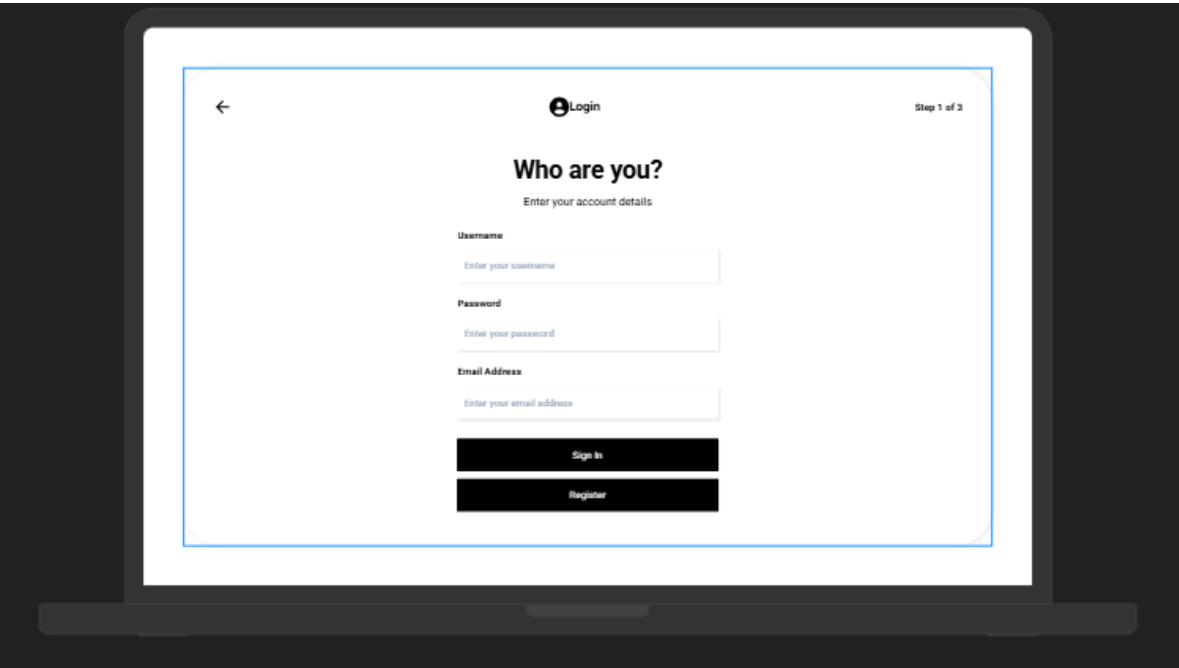 Login
Step 1 of 3
Who are you?
Enter your account details
Username
Enter your username
Password
Enter your password
Email Address
Enter your email address
Sign In
Register